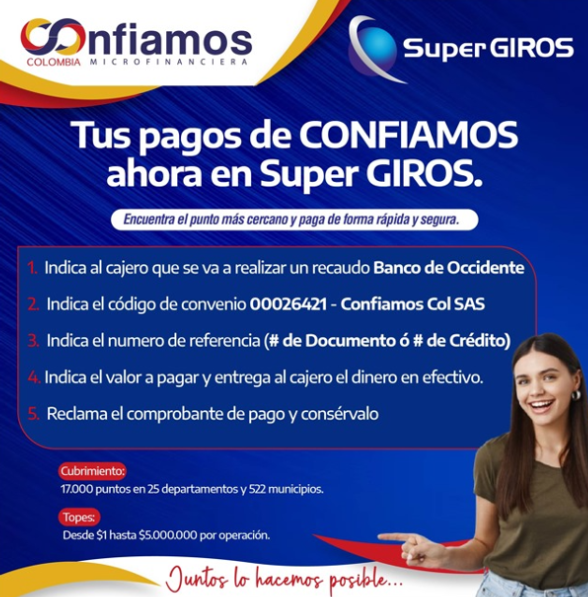 Confiamos
COLOMBIA MICROFINANCIERA
SuperGIROS
Tus pagos de CONFIAMOS
ahora en Super GIROS.
Encuentra el punto más cercano y paga de forma rápida y segura.
1. Indica al cajero que se va a realizar un recaudo Banco de Occidente
2. Indica el código de convenio 00026421 - Confiamos Col SAS
3. Indica el numero de referencia (# de Documento ó # de Crédito)
4. Indica el valor a pagar y entrega al cajero el dinero en efectivo.
5. Reclama el comprobante de pago y consérvalo
Cubrimiento:
17.000 puntos en 25 departamentos y 522 municipios.
Topes:
Desde $1 hasta $5.000.000 por operación.
Juntos lo hacemos posible...